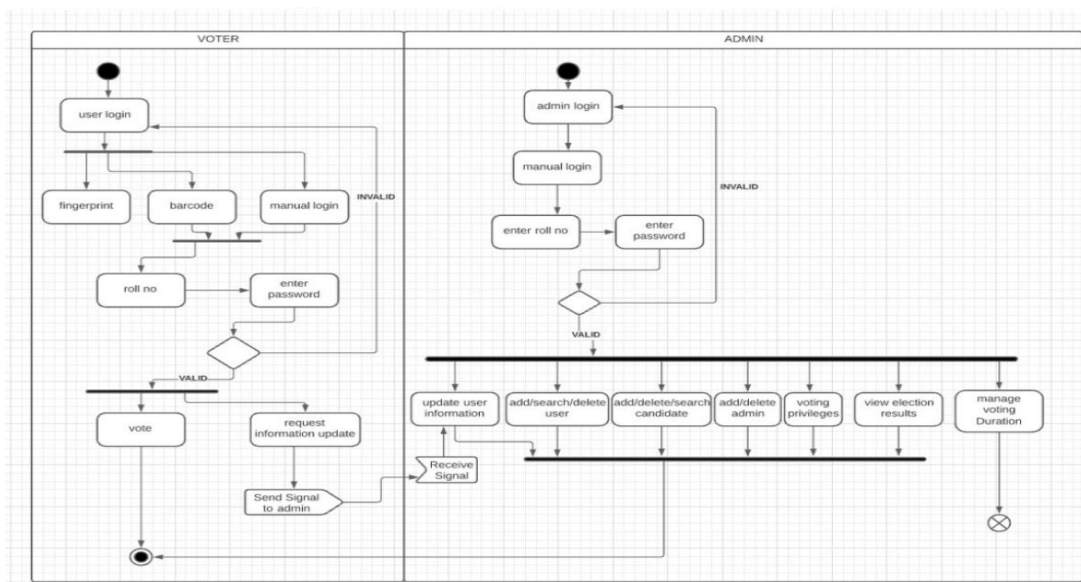 VOTER
ADMIN
user login
fingerprint
barcode
manual login
INVALID
roll no
enter
password
VALID
vote
request
information update
Send Signal
to admin
admin login
manual login
INVALID
enter roll no
enter
password
VALID
update user
information
add/search/delete
user
add/delete/search
candidate
add/delete
admin
voting
privileges
view election
results
manage
voting
Duration
Receive
Signal